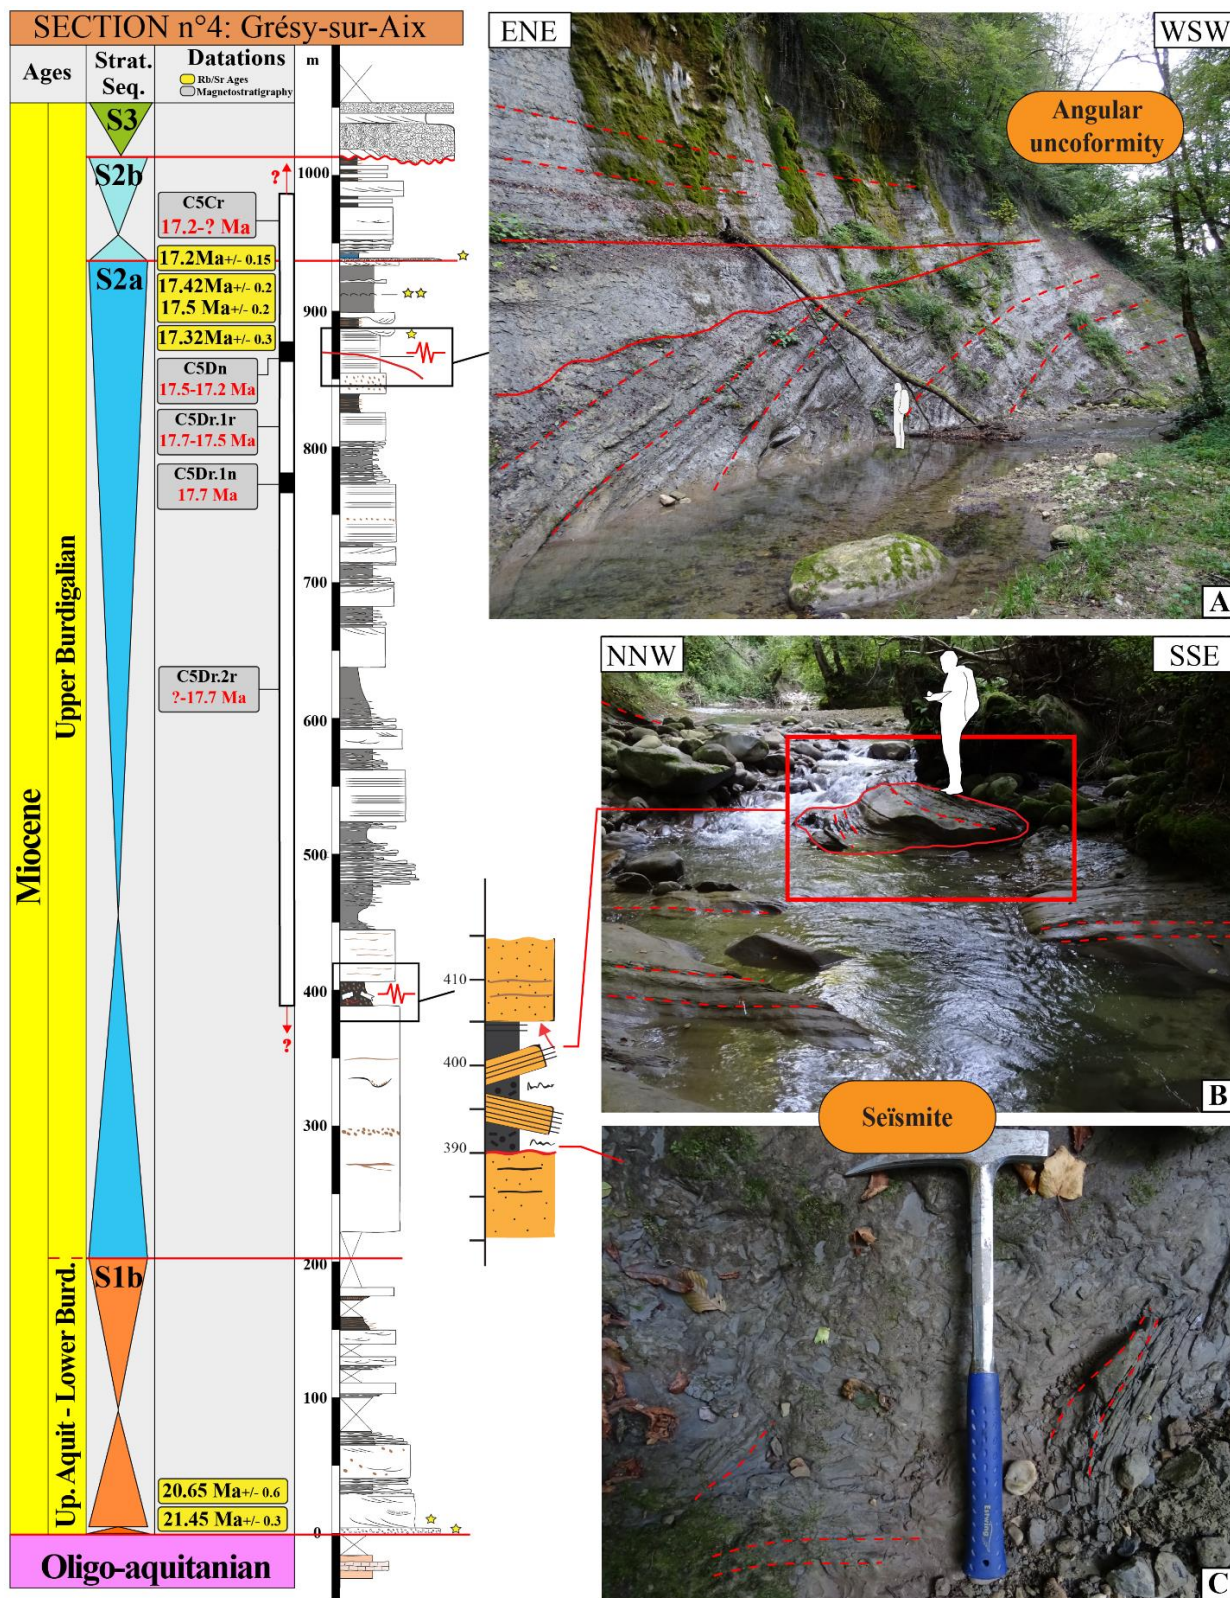 SECTION n°4: Grésy-sur-Aix
Ages
Strat.
Seq.
Datations
Rb/Sr Ages
Magnetostratigraphy
m
S3
S2b
?
1000
C5Cr
17.2-? Ma
17.2Ma+/- 0.15
S2a
17.42Ma+/- 0.2
17.5 Ma+/- 0.2
900
17.32Ma+/- 0.3
C5Dn
17.5-17.2 Ma
C5Dr.1r
17.7-17.5 Ma
800
C5Dr.1n
17.7 Ma
700
C5Dr.2r
?-17.7 Ma
600
500
400
?
300
200
S1b
100
20.65 Ma+/- 0.6
21.45 Ma+/- 0.3
0
Miocene
Upper Burdigalian
Up. Aquit - Lower Burd.
Oligo-aquitanian
410
400
390
ENE
WSW
Angular
uncoformity
A
NNW
SSE
B
Seïsmite
Estwing
C